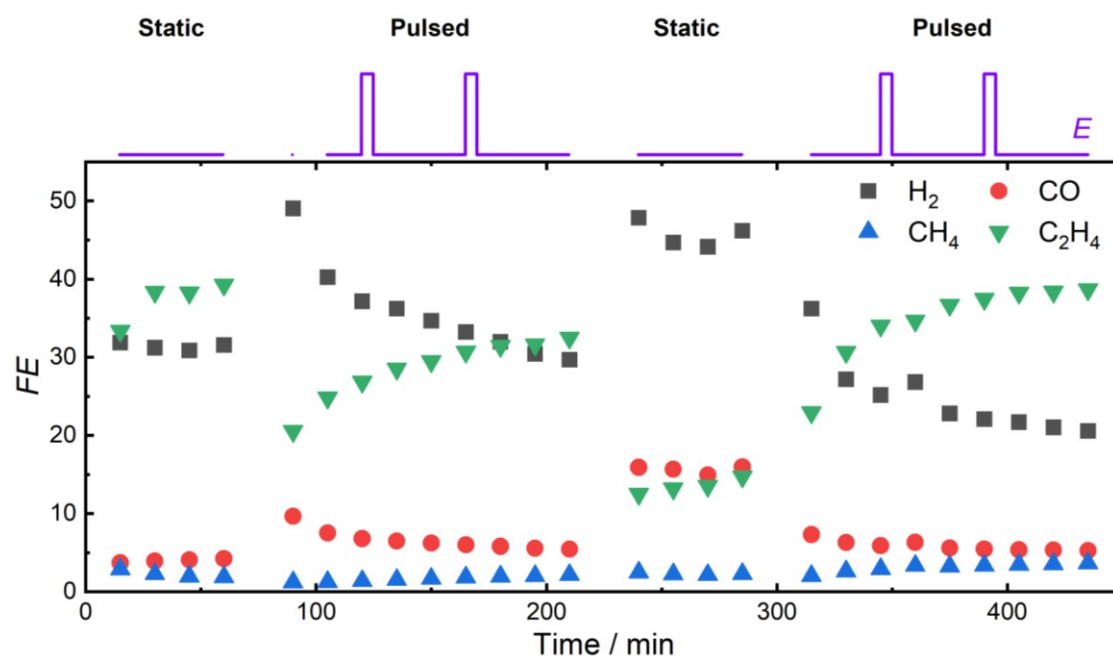 Static Pulsed Static Pulsed
E
50
40
30
20
10
0
FE
H₂ CO
CH₄ C₂H₄
0 100 200 300 400
Time / min